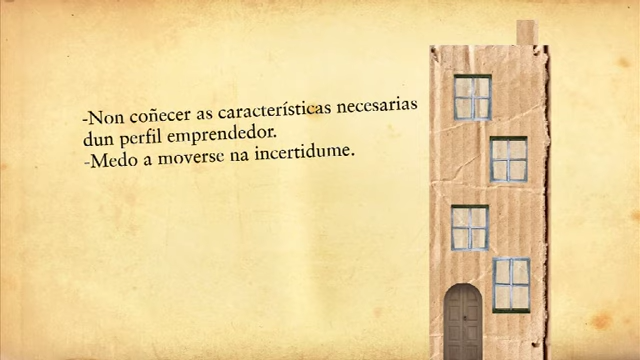 -Non coñecer as características necesarias
dun perfil emprendedor.
-Medo a moverse na incertidume.